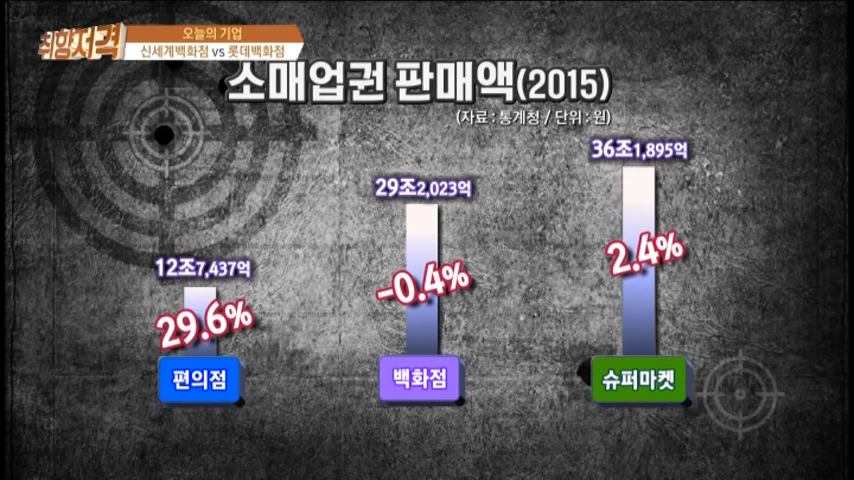 취향저격
오늘의 기업
신세계백화점 vs 롯데백화점
소매업권 판매액(2015)
(자료 : 통계청 / 단위 : 원)
36조1,895억
29조2,023억
12조7,437억
2.4%
-0.4%
29.6%
편의점
백화점
슈퍼마켓